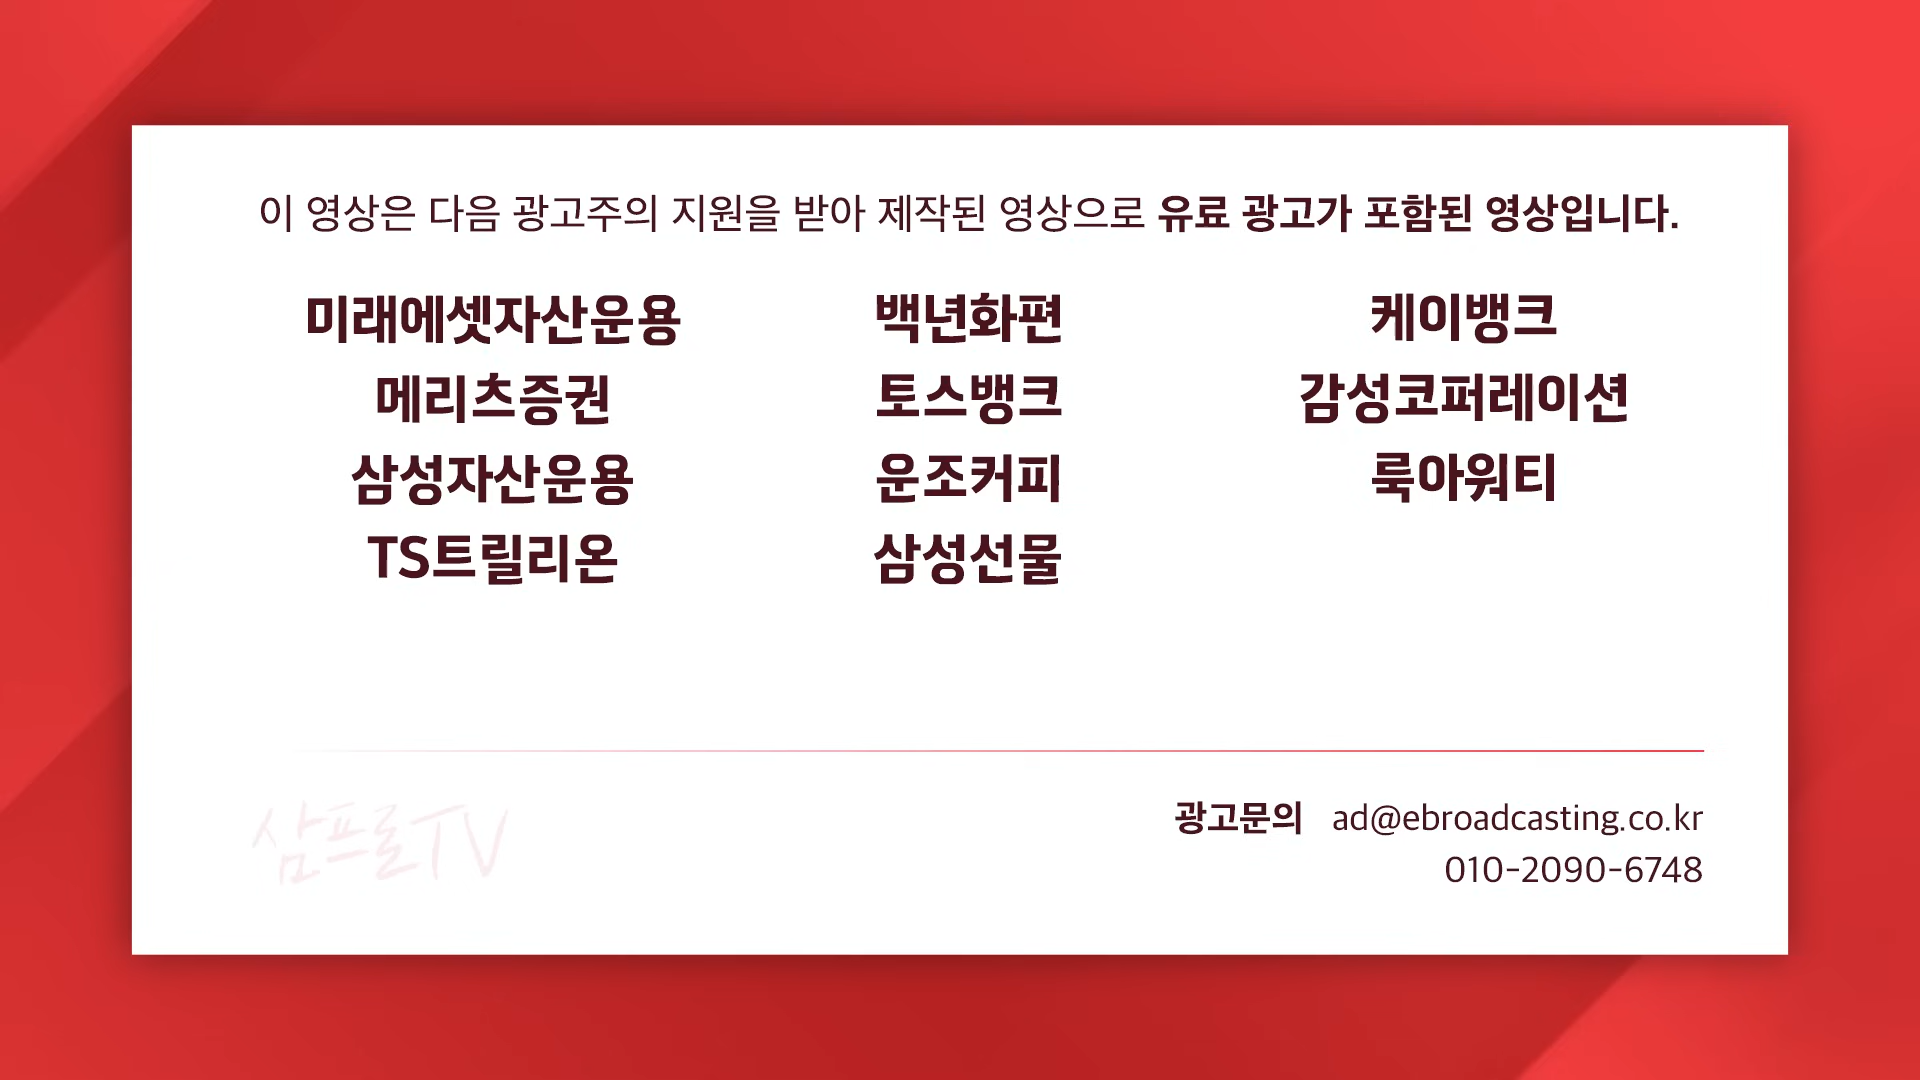 이 영상은 다음 광고주의 지원을 받아 제작된 영상으로 유료 광고가 포함된 영상입니다.
미래에셋자산운용
메리츠증권
삼성자산운용
TS트릴리온
백년화편
토스뱅크
운조커피
삼성선물
케이뱅크
감성코퍼레이션
룩아워티
삼프로TV
광고문의 ad@ebroadcasting.co.kr
010-2090-6748